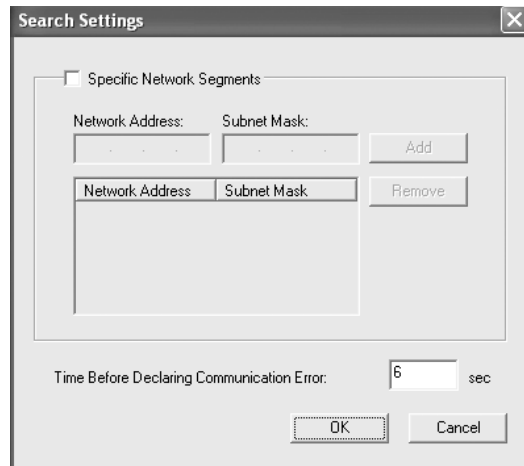 Search Settings
Specific Network Segments
Network Address: Subnet Mask:
Add
Network Address Subnet Mask
Remove
Time Before Declaring Communication Error: 6 sec
OK Cancel